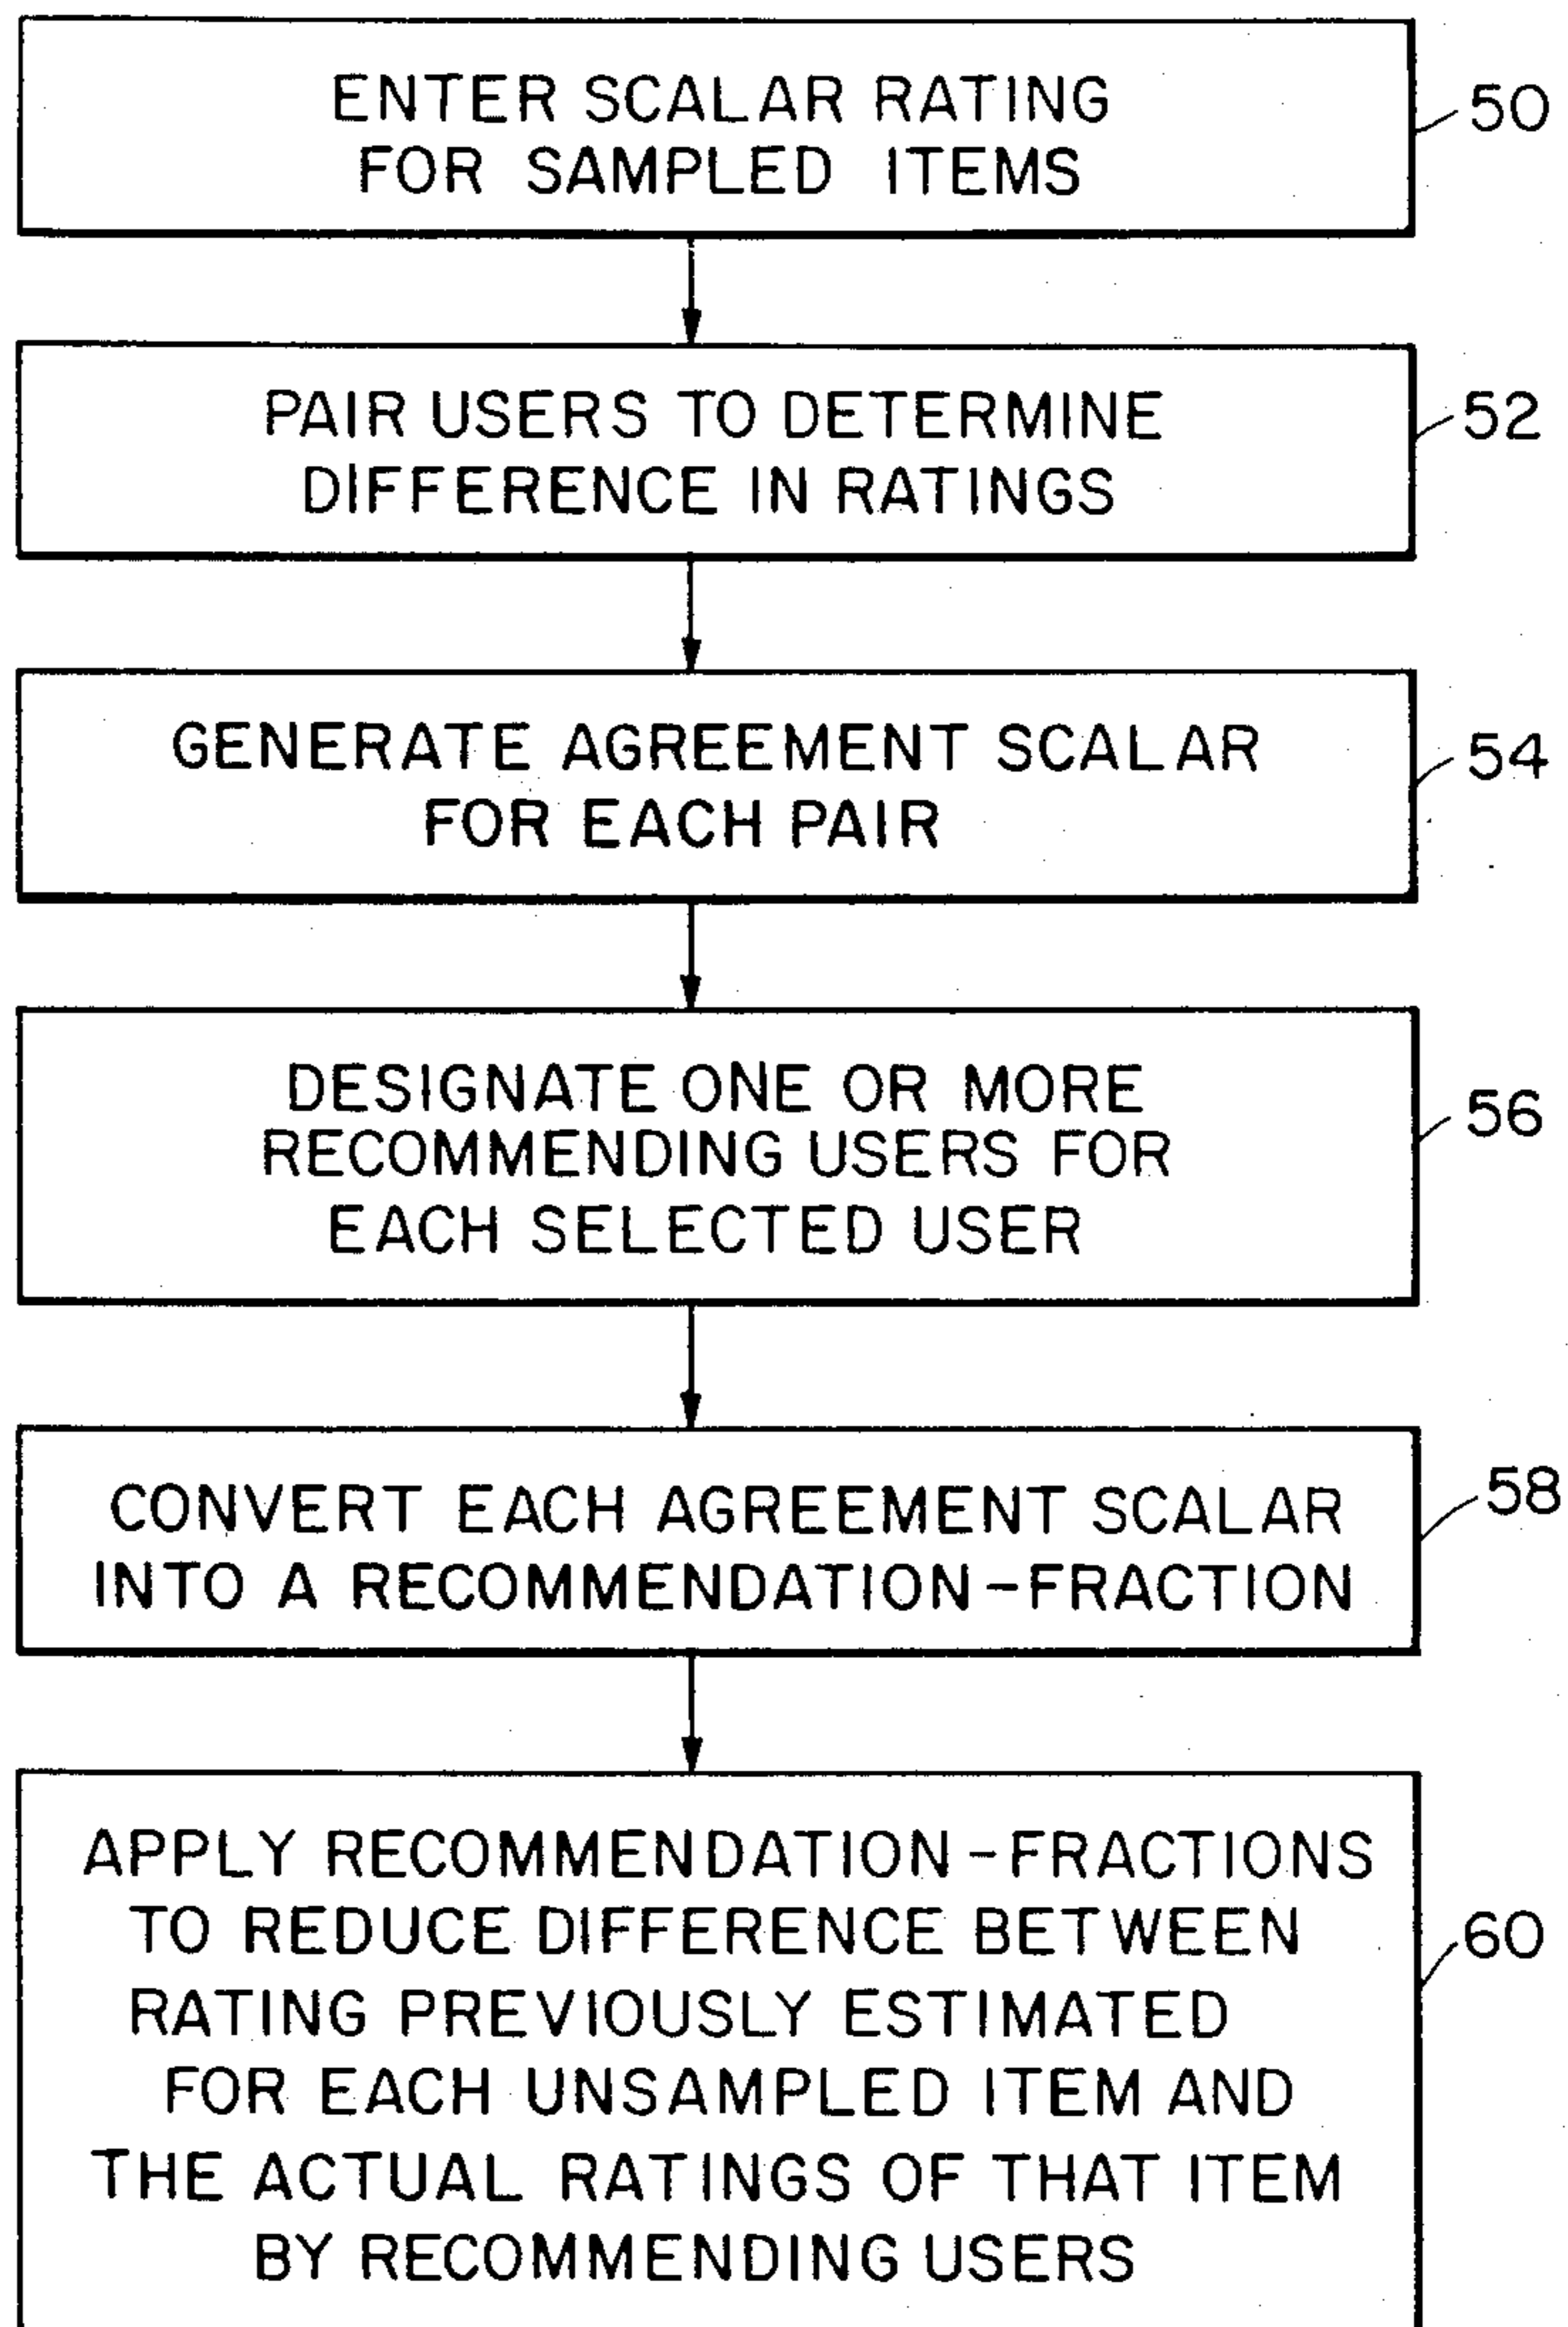 ENTER SCALAR RATING
FOR SAMPLED ITEMS
50
PAIR USERS TO DETERMINE
DIFFERENCE IN RATINGS
52
GENERATE AGREEMENT SCALAR
FOR EACH PAIR
54
DESIGNATE ONE OR MORE
RECOMMENDING USERS FOR
EACH SELECTED USER
56
CONVERT EACH AGREEMENT SCALAR
INTO A RECOMMENDATION-FRACTION
58
APPLY RECOMMENDATION-FRACTIONS
TO REDUCE DIFFERENCE BETWEEN
RATING PREVIOUSLY ESTIMATED
FOR EACH UNSAMPLED ITEM AND
THE ACTUAL RATINGS OF THAT ITEM
BY RECOMMENDING USERS
60